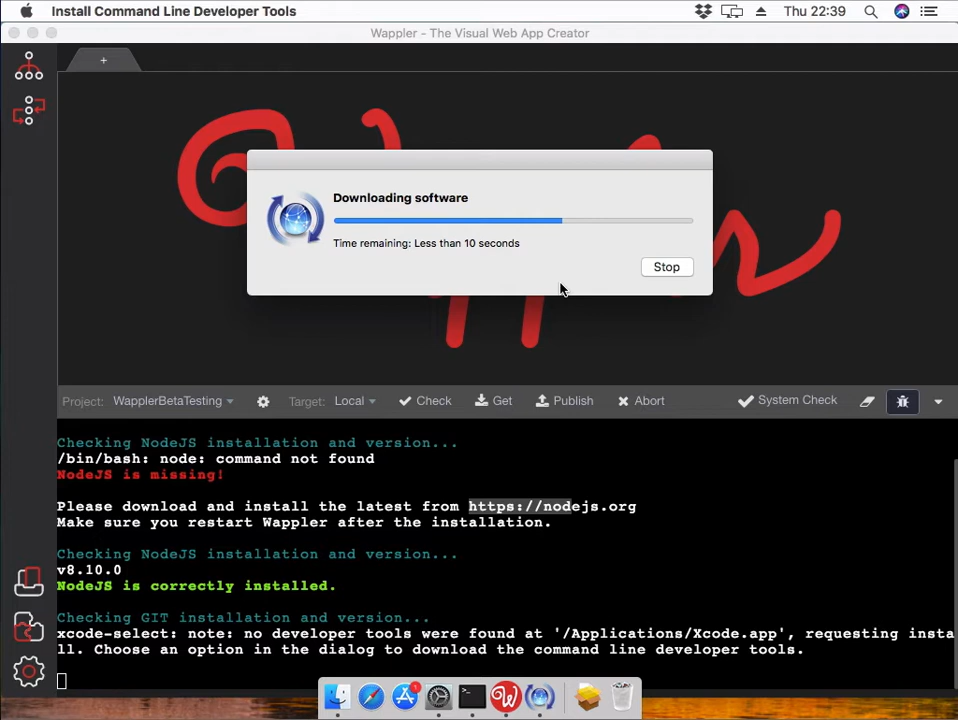 Install Command Line Developer Tools
Thu 22:39
Wappler - The Visual Web App Creator
+
Downloading software
Time remaining: Less than 10 seconds
Stop
Project: WapplerBetaTesting Target: Local Check Get Publish Abort System Check
Checking NodeJS installation and version...
/bin/bash: node: command not found
NodeJS is missing!
Please download and install the latest from https://nodejs.org
Make sure you restart Wappler after the installation.
Checking NodeJS installation and version...
v8.10.0
NodeJS is correctly installed.
Checking GIT installation and version...
xcode-select: note: no developer tools were found at '/Applications/Xcode.app', requesting insta
ll. Choose an option in the dialog to download the command line developer tools.
1